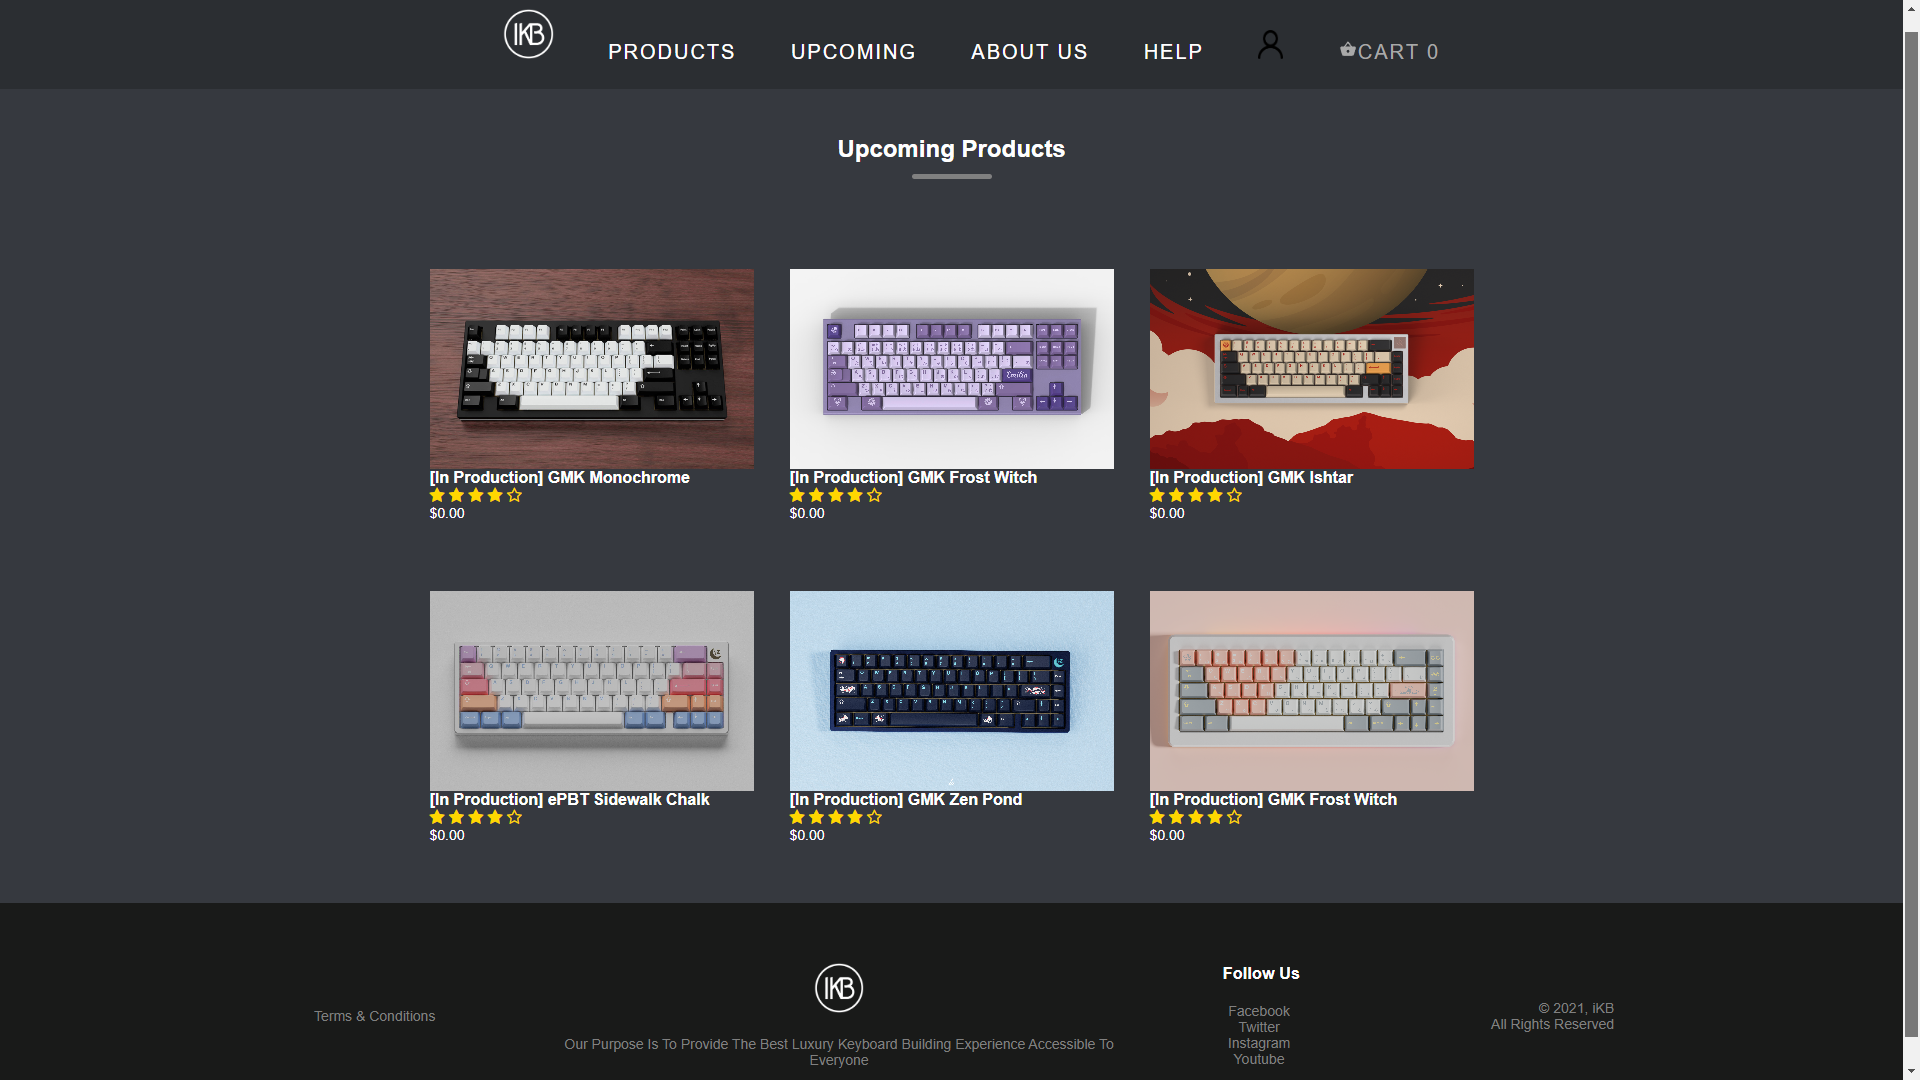 IKB
PRODUCTS
UPCOMING
ABOUT US
HELP
CART 0
Upcoming Products
[In Production] GMK Monochrome
$0.00
[In Production] GMK Frost Witch
$0.00
[In Production] GMK Ishtar
$0.00
[In Production] ePBT Sidewalk Chalk
$0.00
[In Production] GMK Zen Pond
$0.00
[In Production] GMK Frost Witch
$0.00
Terms & Conditions
IKB
Our Purpose Is To Provide The Best Luxury Keyboard Building Experience Accessible To
Everyone
Follow Us
Facebook
Twitter
Instagram
Youtube
© 2021, iKB
All Rights Reserved